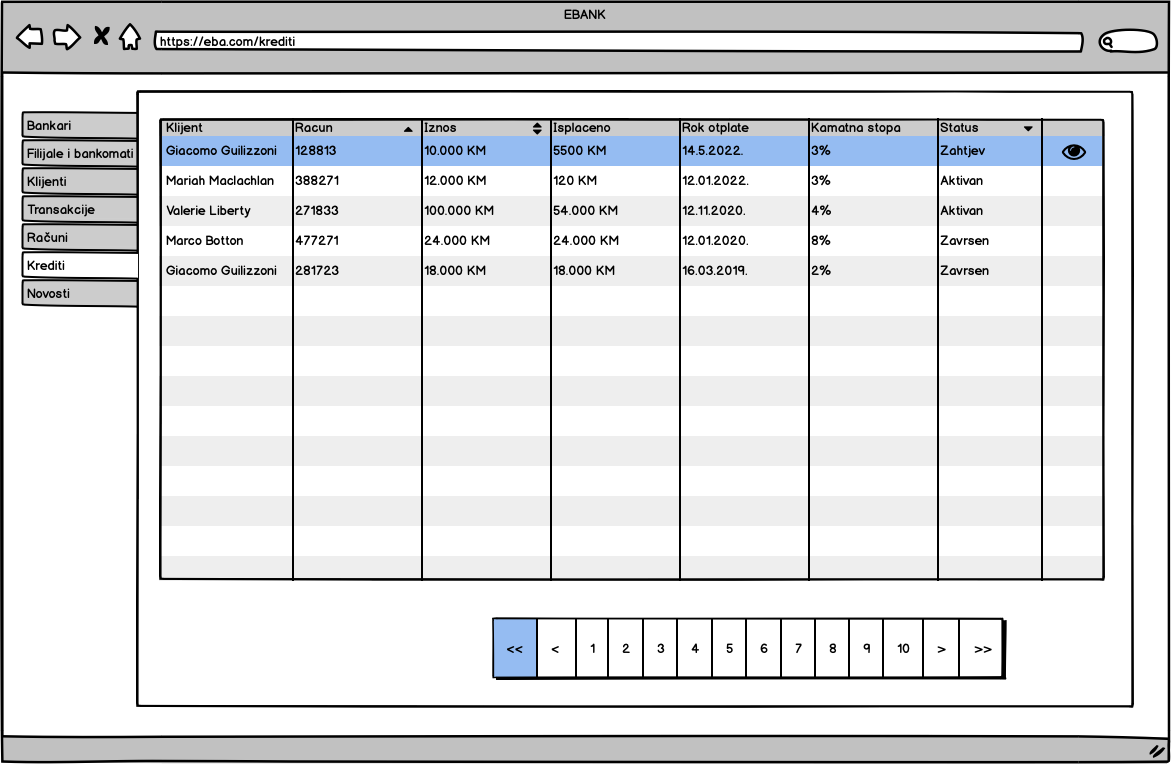 EBANK
https://eba.com/krediti
Bankari
Filijale i bankomati
Klijenti
Transakcije
Računi
Krediti
Novosti
Klijent Racun Iznos Isplaceno Rok otplate Kamatna stopa Status
Giacomo Guilizzoni 128813 10.000 KM 5500 KM 14.5.2022. 3% Zahtjev
Mariah Maclachlan 388271 12.000 KM 120 KM 12.01.2022. 3% Aktivan
Valerie Liberty 271833 100.000 KM 54.000 KM 12.11.2020. 4% Aktivan
Marco Botton 477271 24.000 KM 24.000 KM 12.01.2020. 8% Zavrsen
Giacomo Guilizzoni 281723 18.000 KM 18.000 KM 16.03.2019. 2% Zavrsen
<< < 1 2 3 4 5 6 7 8 9 10 > >>